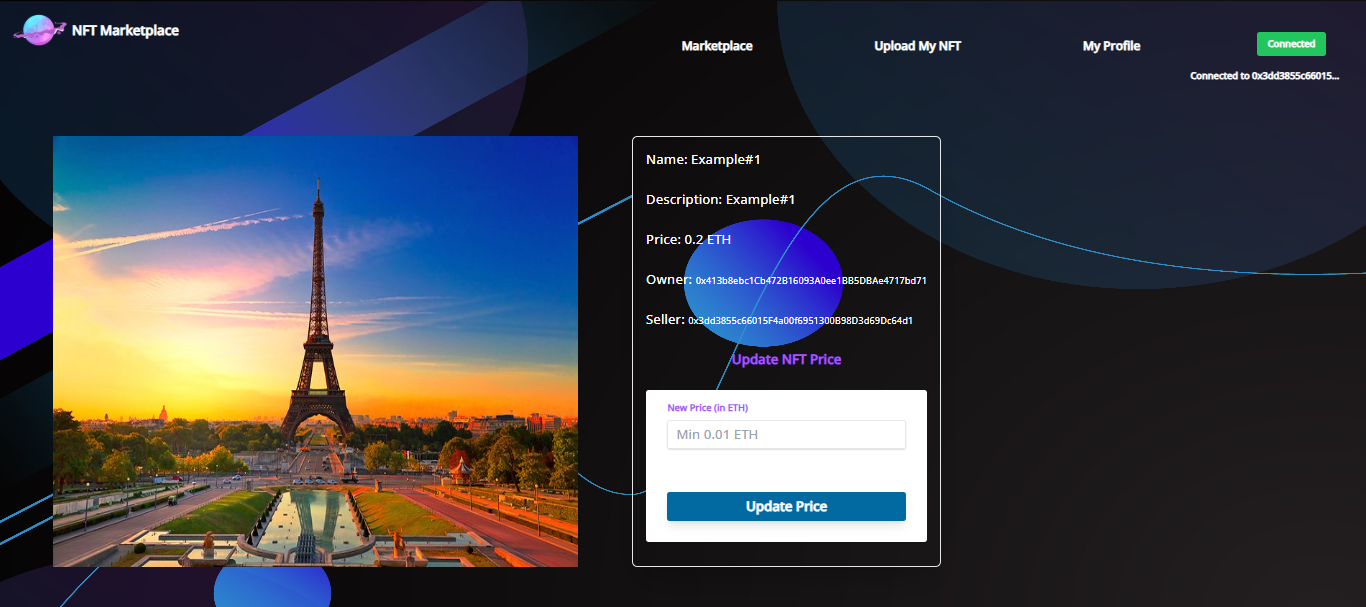 NFT Marketplace
Marketplace
Upload My NFT
My Profile
Connected
Connected to 0x3dd3855c66015...
Name: Example#1
Description: Example#1
Price: 0.2 ETH
Owner: 0x413b8ebc1Cb472B16093A0ee1BB5DBAe4717bd71
Seller: 0x3dd3855c66015F4a00f6951300B98D3d69Dc64d1
Update NFT Price
New Price (in ETH)
Min 0.01 ETH
Update Price